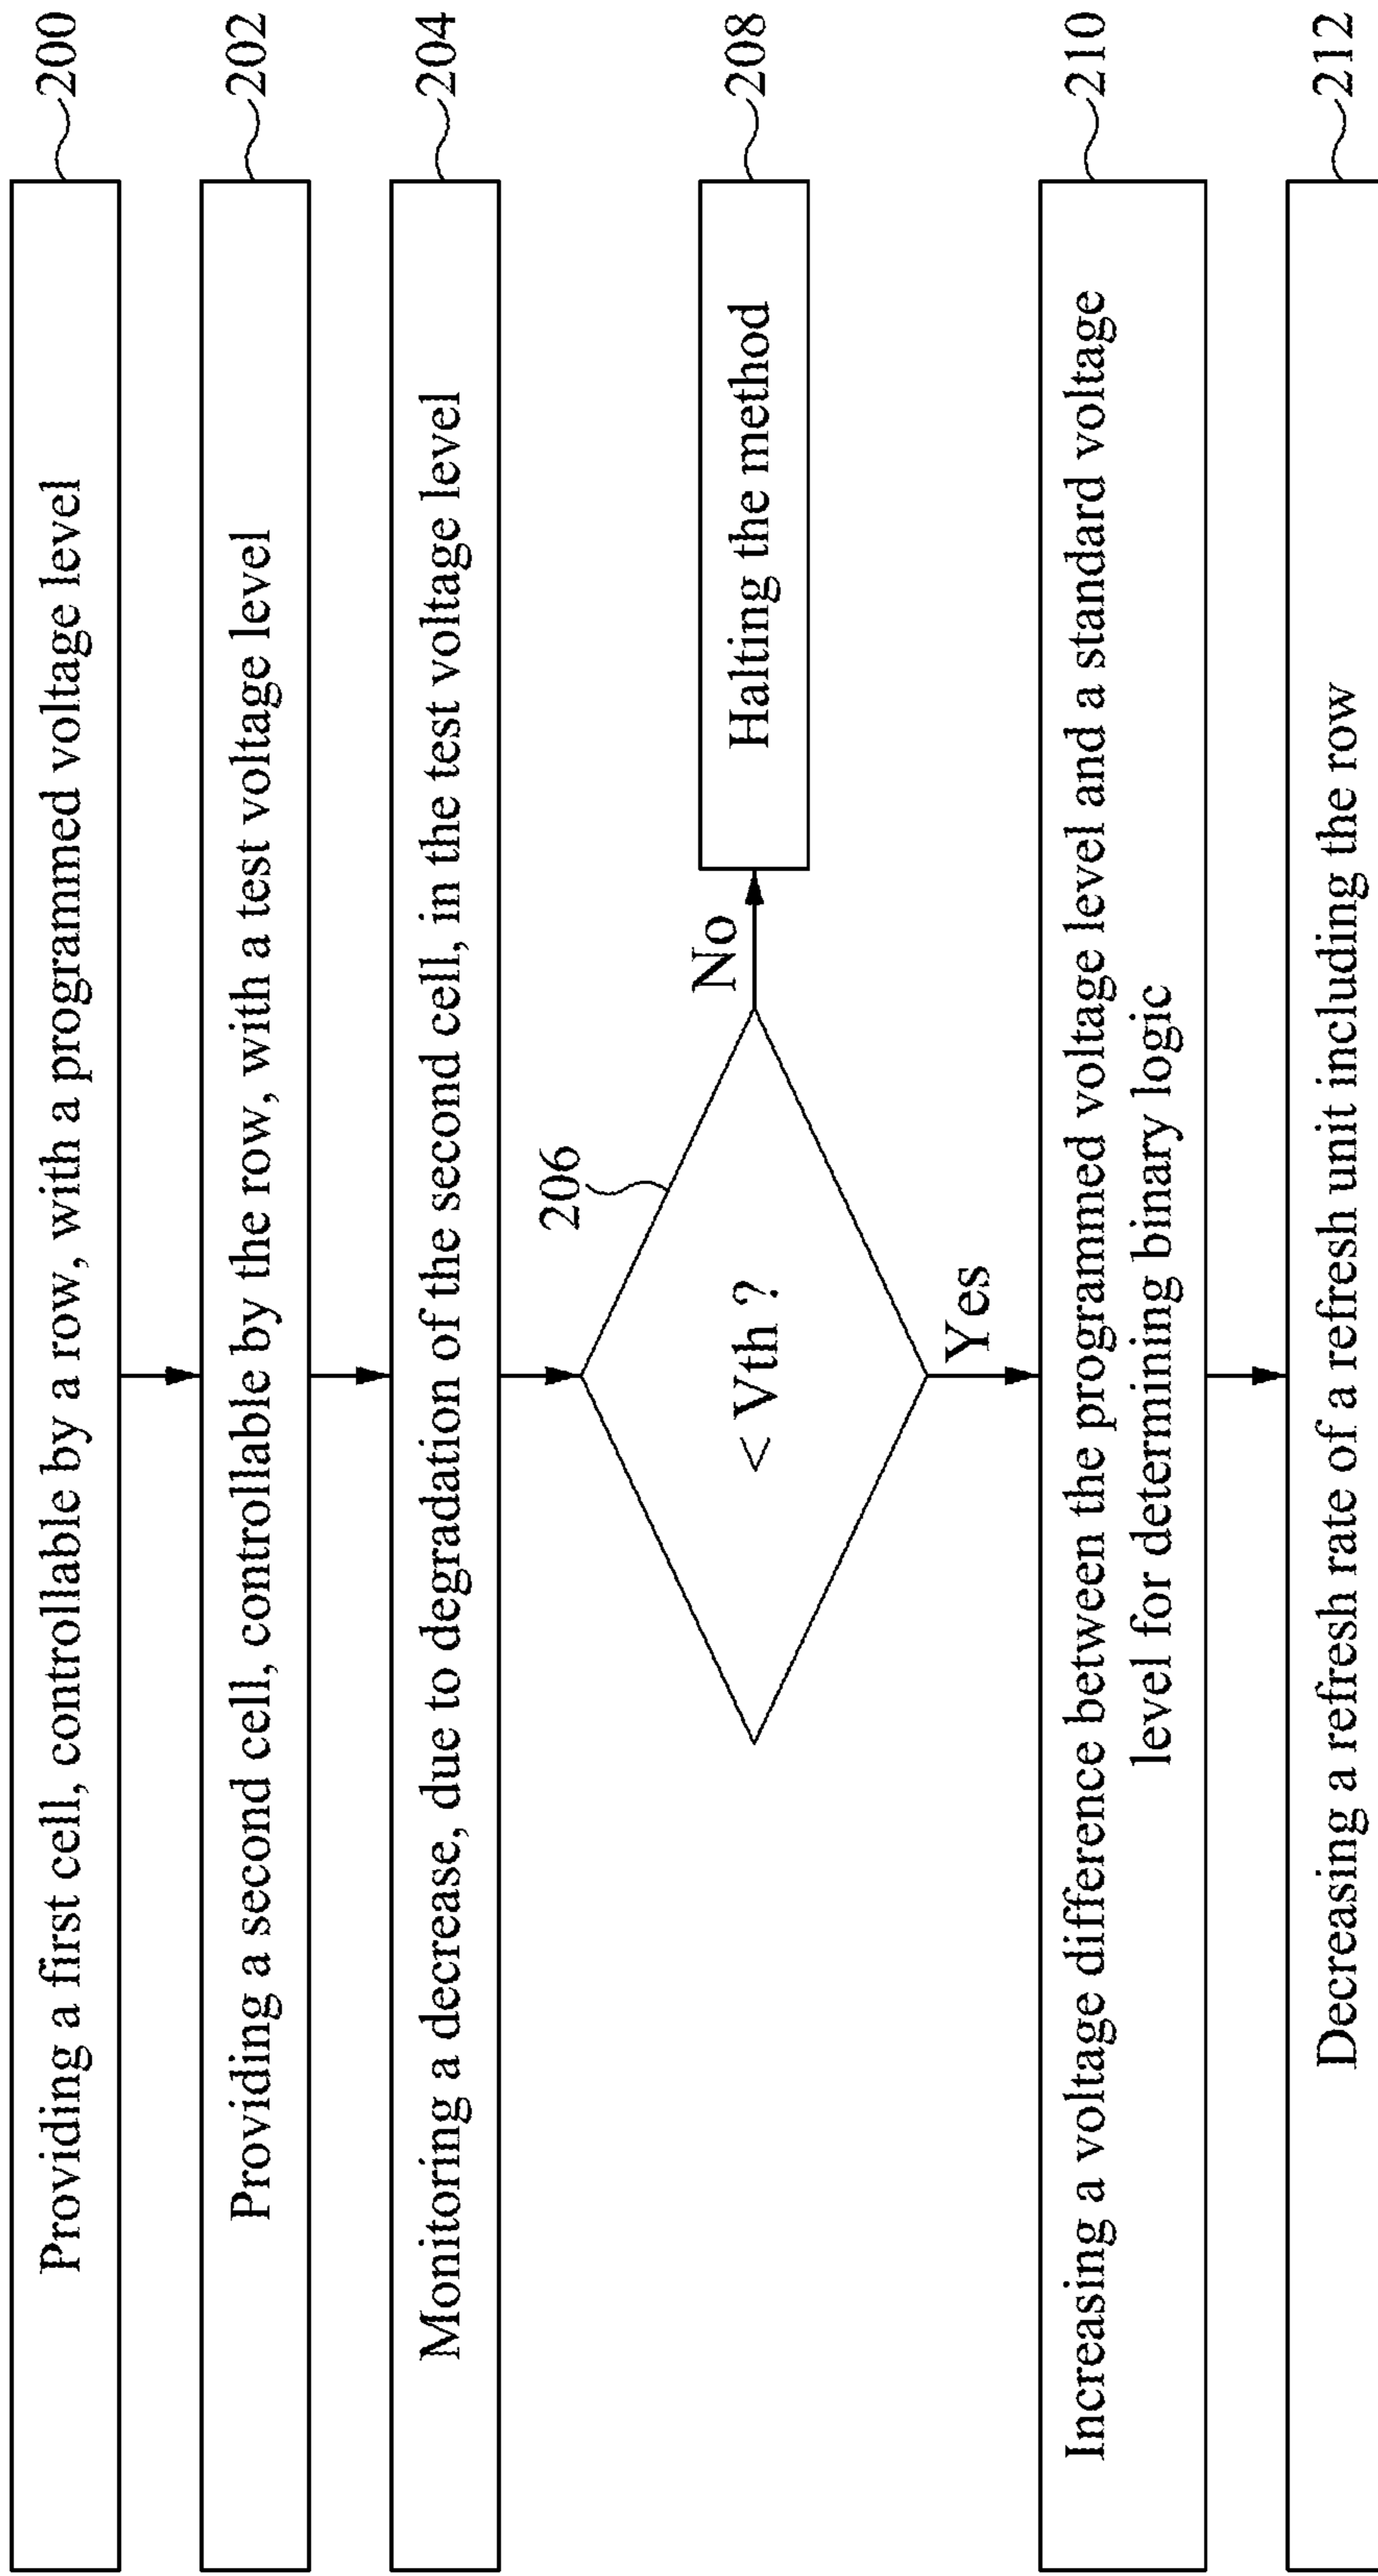 Providing a first cell, controllable by a row, with a programmed voltage level
200
Providing a second cell, controllable by the row, with a test voltage level
202
Monitoring a decrease, due to degradation of the second cell, in the test voltage level
204
206
< Vth ?
No
Halting the method
208
Yes
Increasing a voltage difference between the programmed voltage level and a standard voltage
level for determining binary logic
210
Decreasing a refresh rate of a refresh unit including the row
212